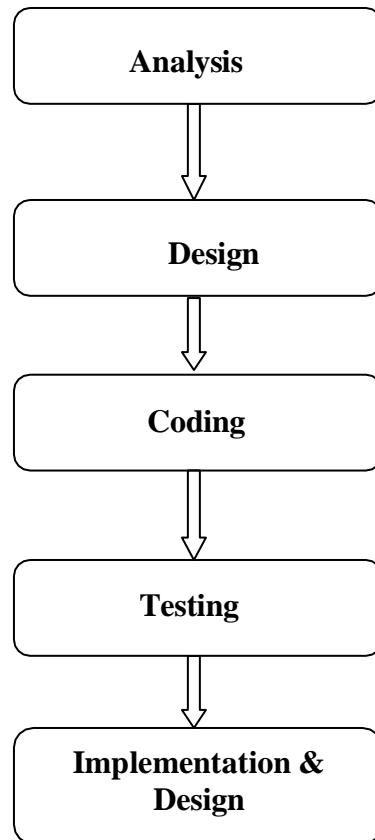 Analysis
Design
Coding
Testing
Implementation &
Design